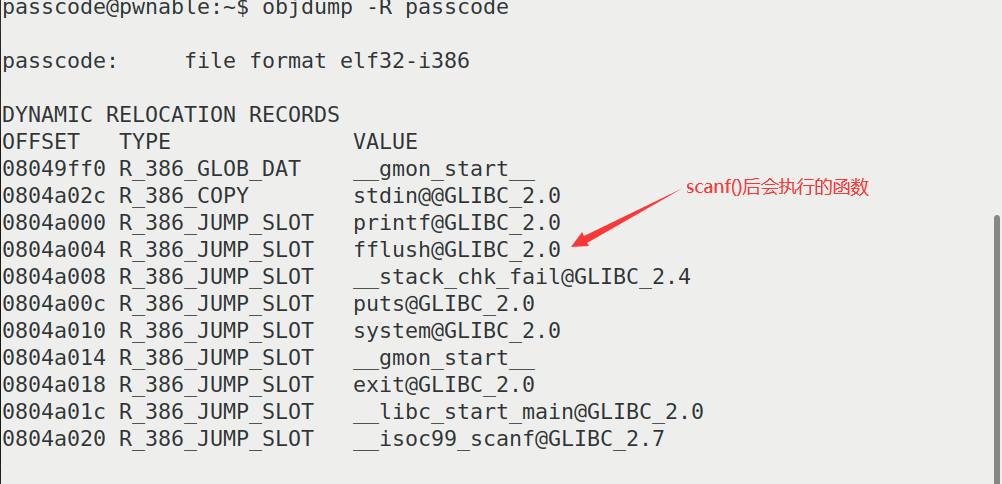 passcode@pwnable:~$ objdump -R passcode
passcode:     file format elf32-i386
DYNAMIC RELOCATION RECORDS
OFFSET   TYPE              VALUE
08049ff0 R_386_GLOB_DAT    __gmon_start__
scanf()后会执行的函数
0804a02c R_386_COPY        stdin@@GLIBC_2.0
0804a000 R_386_JUMP_SLOT   printf@GLIBC_2.0
0804a004 R_386_JUMP_SLOT   fflush@GLIBC_2.0
0804a008 R_386_JUMP_SLOT   __stack_chk_fail@GLIBC_2.4
0804a00c R_386_JUMP_SLOT   puts@GLIBC_2.0
0804a010 R_386_JUMP_SLOT   system@GLIBC_2.0
0804a014 R_386_JUMP_SLOT   __gmon_start__
0804a018 R_386_JUMP_SLOT   exit@GLIBC_2.0
0804a01c R_386_JUMP_SLOT   __libc_start_main@GLIBC_2.0
0804a020 R_386_JUMP_SLOT   __isoc99_scanf@GLIBC_2.7